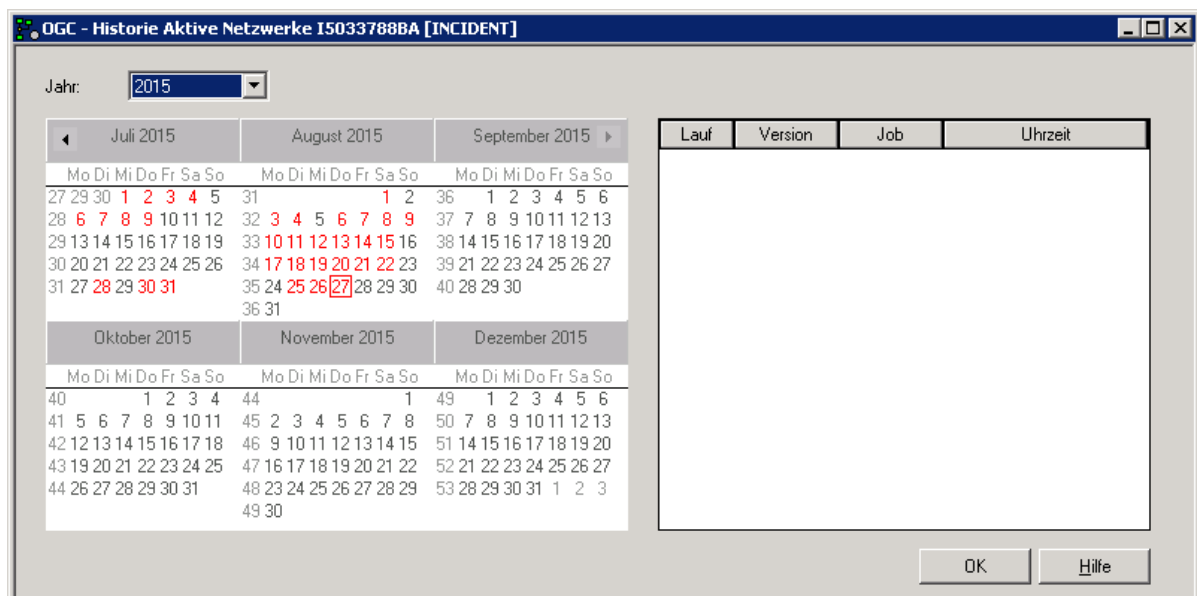 OGC - Historie Aktive Netzwerke I5033788BA [INCIDENT]
Jahr: 2015
Juli 2015 August 2015 September 2015
Mo Di Mi Do Fr Sa So Mo Di Mi Do Fr Sa So Mo Di Mi Do Fr Sa So
27 29 30 1 2 3 4 5 31 1 2 36 1 2 3 4 5 6
28 6 7 8 9 10 11 12 32 3 4 5 6 7 8 9 37 7 8 9 10 11 12 13
29 13 14 15 16 17 18 19 33 10 11 12 13 14 15 16 38 14 15 16 17 18 19 20
30 20 21 22 23 24 25 26 34 17 18 19 20 21 22 23 39 21 22 23 24 25 26 27
31 27 28 29 30 31 35 24 25 26 27 28 29 30 40 28 29 30
36 31
Oktober 2015 November 2015 Dezember 2015
Mo Di Mi Do Fr Sa So Mo Di Mi Do Fr Sa So Mo Di Mi Do Fr Sa So
40 1 2 3 4 44 1 49 1 2 3 4 5 6
41 5 6 7 8 9 10 11 45 2 3 4 5 6 7 8 50 7 8 9 10 11 12 13
42 12 13 14 15 16 17 18 46 9 10 11 12 13 14 15 51 14 15 16 17 18 19 20
43 19 20 21 22 23 24 25 47 16 17 18 19 20 21 22 52 21 22 23 24 25 26 27
44 26 27 28 29 30 31 48 23 24 25 26 27 28 29 53 28 29 30 31 1 2 3
49 30
Lauf Version Job Uhrzeit
OK Hilfe